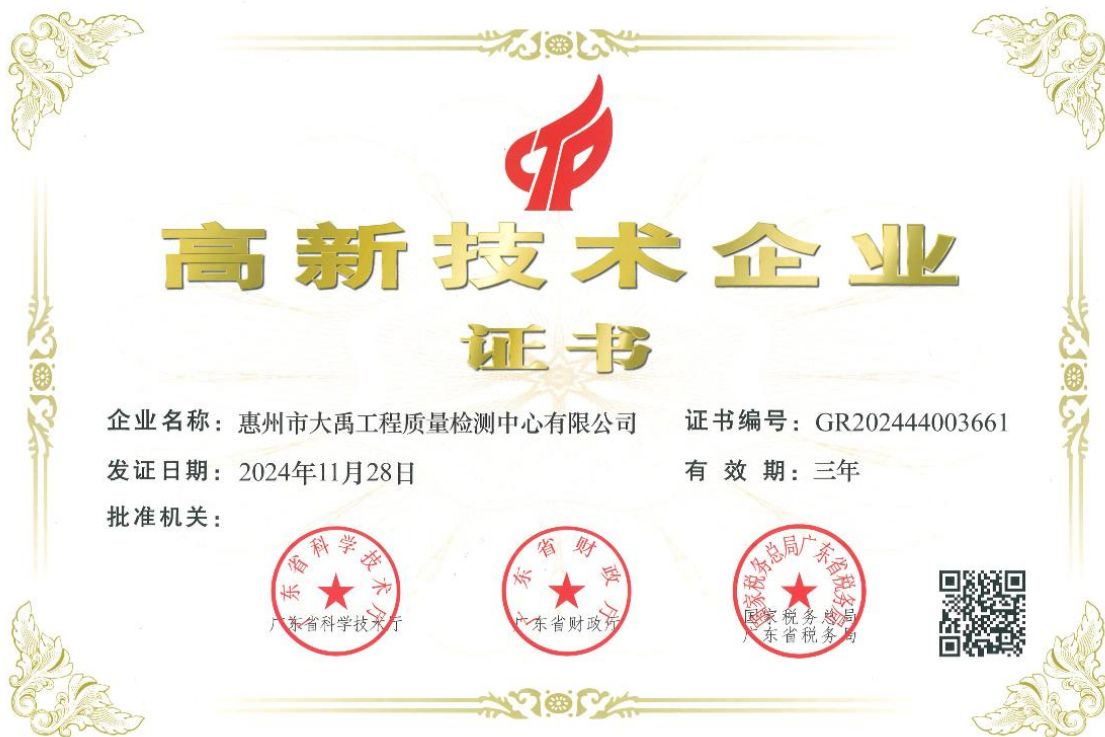 高新技术企业
证书
企业名称：惠州市大禹工程质量检测中心有限公司 证书编号：GR202444003661
发证日期：2024年11月28日 有效期：三年
批准机关：
广东省科学技术厅 广东省财政厅 国家税务总局广东省税务局
广东省科学技术厅 广东省财政厅 国家税务总局
广东省税务局